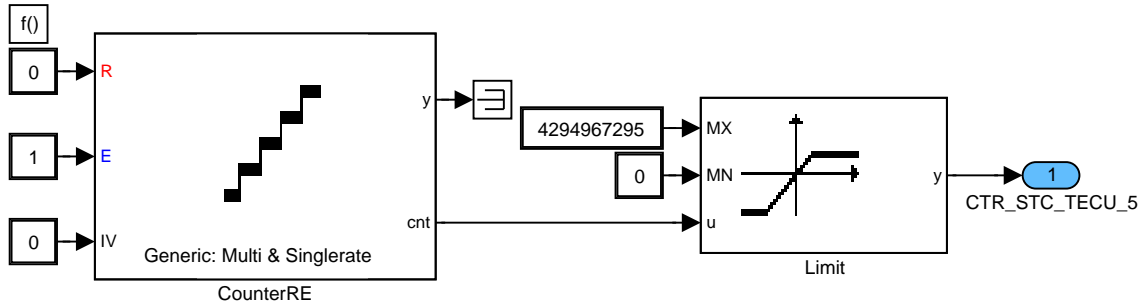 f()
0
R
1
E
0
IV
y
cnt
Generic: Multi & Singlerate
CounterRE
4294967295
MX
0
MN
u
y
Limit
1
CTR_STC_TECU_5